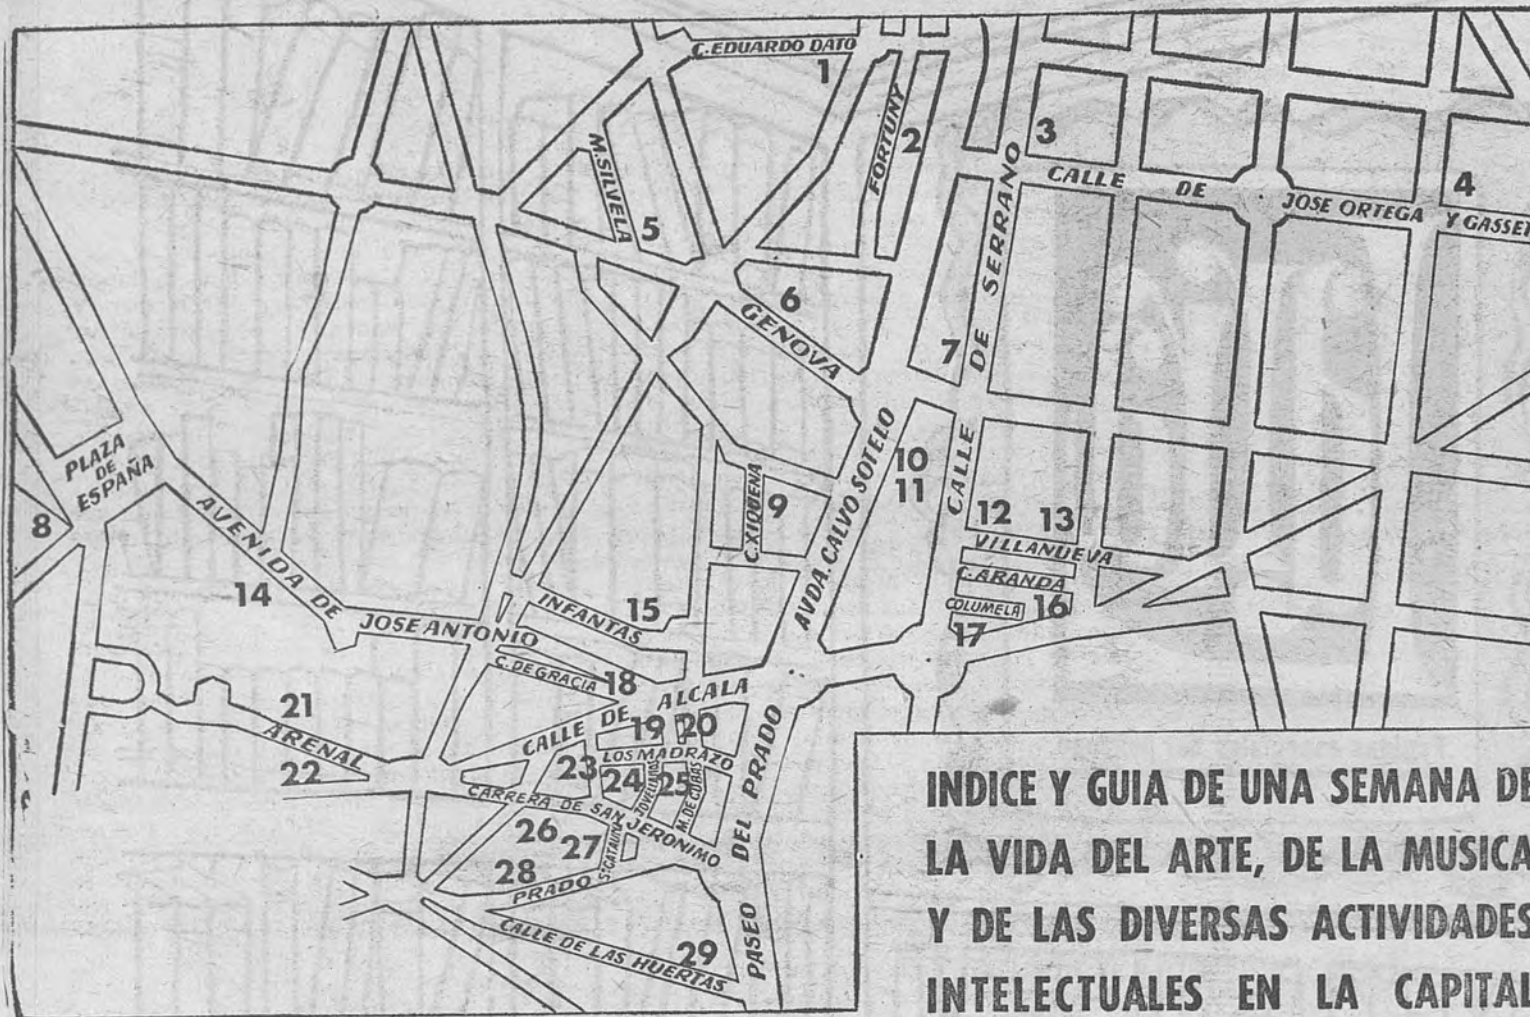 C. EDUARDO DATO
1
FORTUNY
2
3
M. SILVELA
5
CALLE DE JOSE ORTEGA Y GASSET
4
6
GENOVA
7
CALLE DE SERRANO
PLAZA
DE
ESPAÑA
8
AVENIDA DE JOSE ANTONIO
14
C. XIQUENA
9
AVDA. CALVO SOTELO
10
11
12
13
VILLANUEVA
C. ARANDA
COLUMELA
16
17
INFANTAS
15
C. DE GRACIA
18
CALLE DE ALCALA
19
20
LOS MADRAZO
21
ARENAL
22
23
24
JOVELLANOS
25
M. DE CUBAS
CARRERA DE SAN JERONIMO
26
27
STA CATALINA
28
PRADO
CALLE DE LAS HUERTAS
29
PASEO DEL PRADO
INDICE Y GUIA DE UNA SEMANA DE
LA VIDA DEL ARTE, DE LA MUSICA
Y DE LAS DIVERSAS ACTIVIDADES
INTELECTUALES EN LA CAPITAL